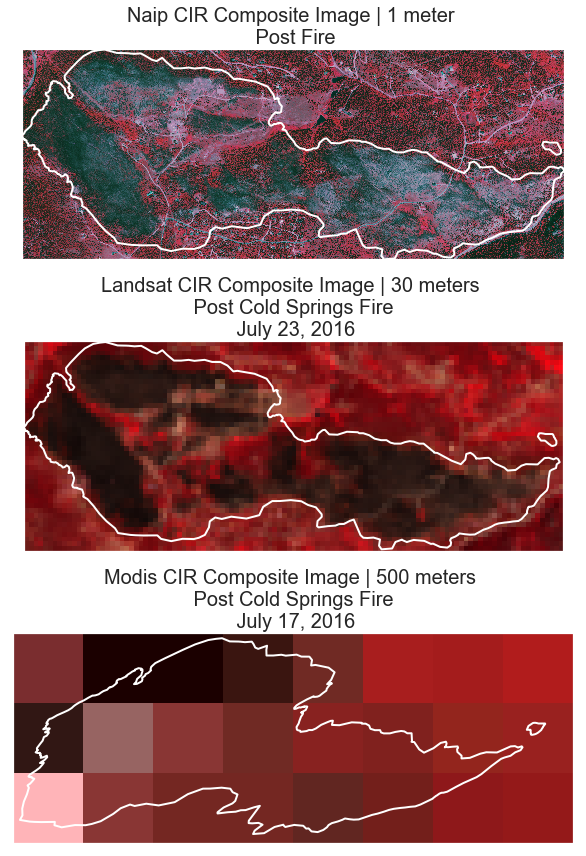 Naip CIR Composite Image | 1 meter
Post Fire
Landsat CIR Composite Image | 30 meters
Post Cold Springs Fire
July 23, 2016
Modis CIR Composite Image | 500 meters
Post Cold Springs Fire
July 17, 2016